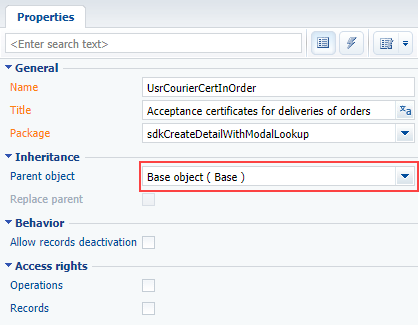 Properties
<Enter search text>
General
Name UsrCourierCertInOrder
Title Acceptance certificates for deliveries of orders
Package sdkCreateDetailWithModalLookup
Inheritance
Parent object Base object ( Base )
Replace parent
Behavior
Allow records deactivation
Access rights
Operations
Records